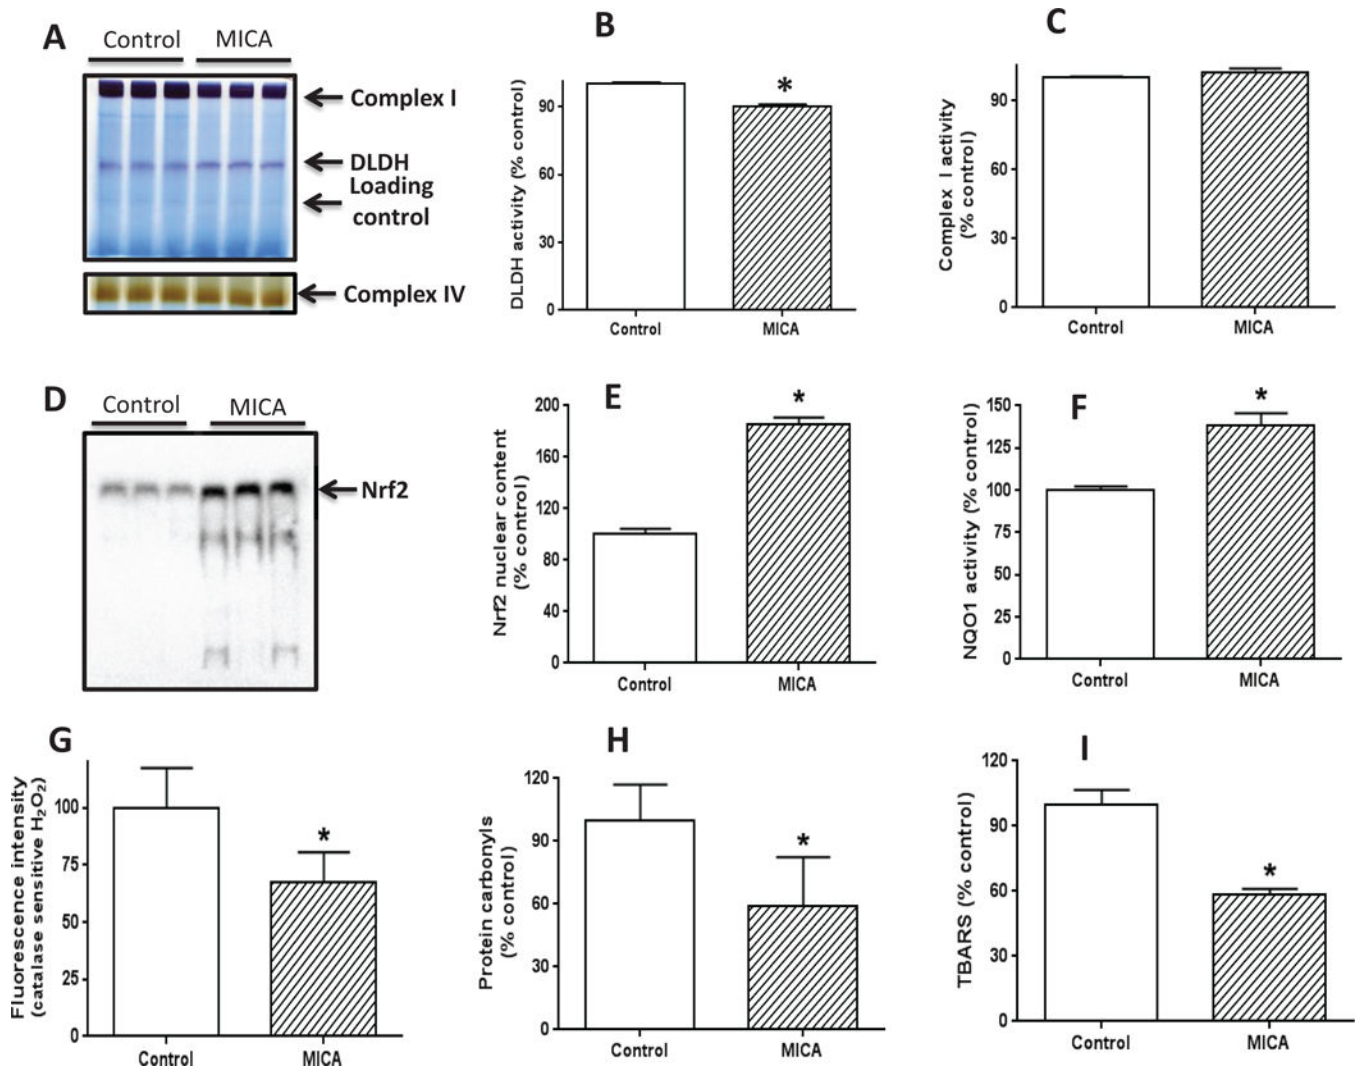 A
Control
MICA
Complex I
DLDH
Loading
control
Complex IV
B
DLDH activity (% control)
90
60
30
0
Control
MICA
*
C
Complex I activity
(% control)
90
60
30
0
Control
MICA
D
Control
MICA
Nrf2
E
Nrf2 nuclear content
(% control)
200
160
120
80
40
0
Control
MICA
*
F
NQO1 activity (% control)
150
125
100
75
50
25
0
Control
MICA
*
G
Fluorescence intensity
(catalase sensitive H₂O₂)
100
75
50
25
0
Control
MICA
*
H
Protein carbonyls
(% control)
120
90
60
30
0
Control
MICA
*
I
TBARS (% control)
120
90
60
30
0
Control
MICA
*